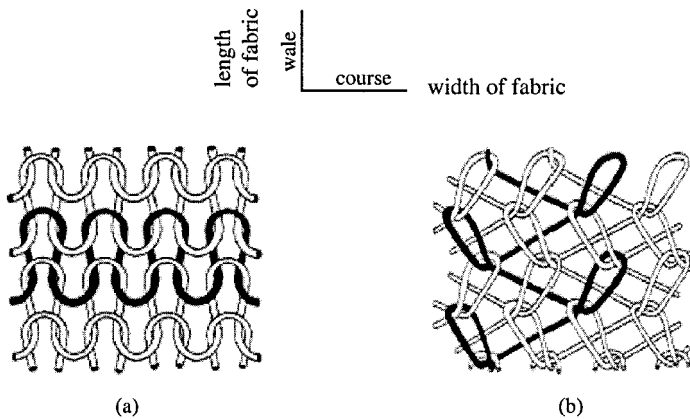 length
of fabric
wale
course
width of fabric
(a)
(b)